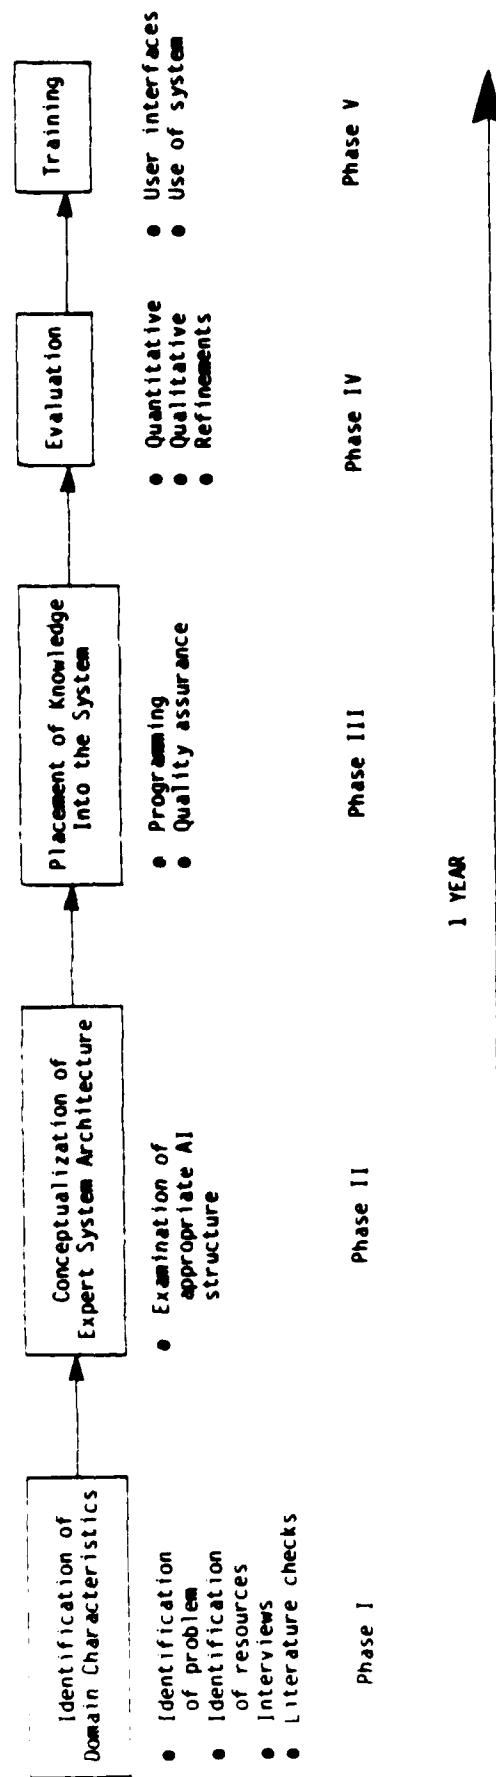 Identification of
Domain Characteristics
● Identification
of problem
● Identification
of resources
● Interviews
● Literature checks
Phase I
Conceptualization of
Expert System Architecture
● Examination of
appropriate AI
structure
Phase II
Placement of Knowledge
Into the System
● Programming
● Quality assurance
Phase III
Evaluation
● Quantitative
● Qualitative
● Refinements
Phase IV
Training
● User interfaces
● Use of system
Phase V
1 YEAR